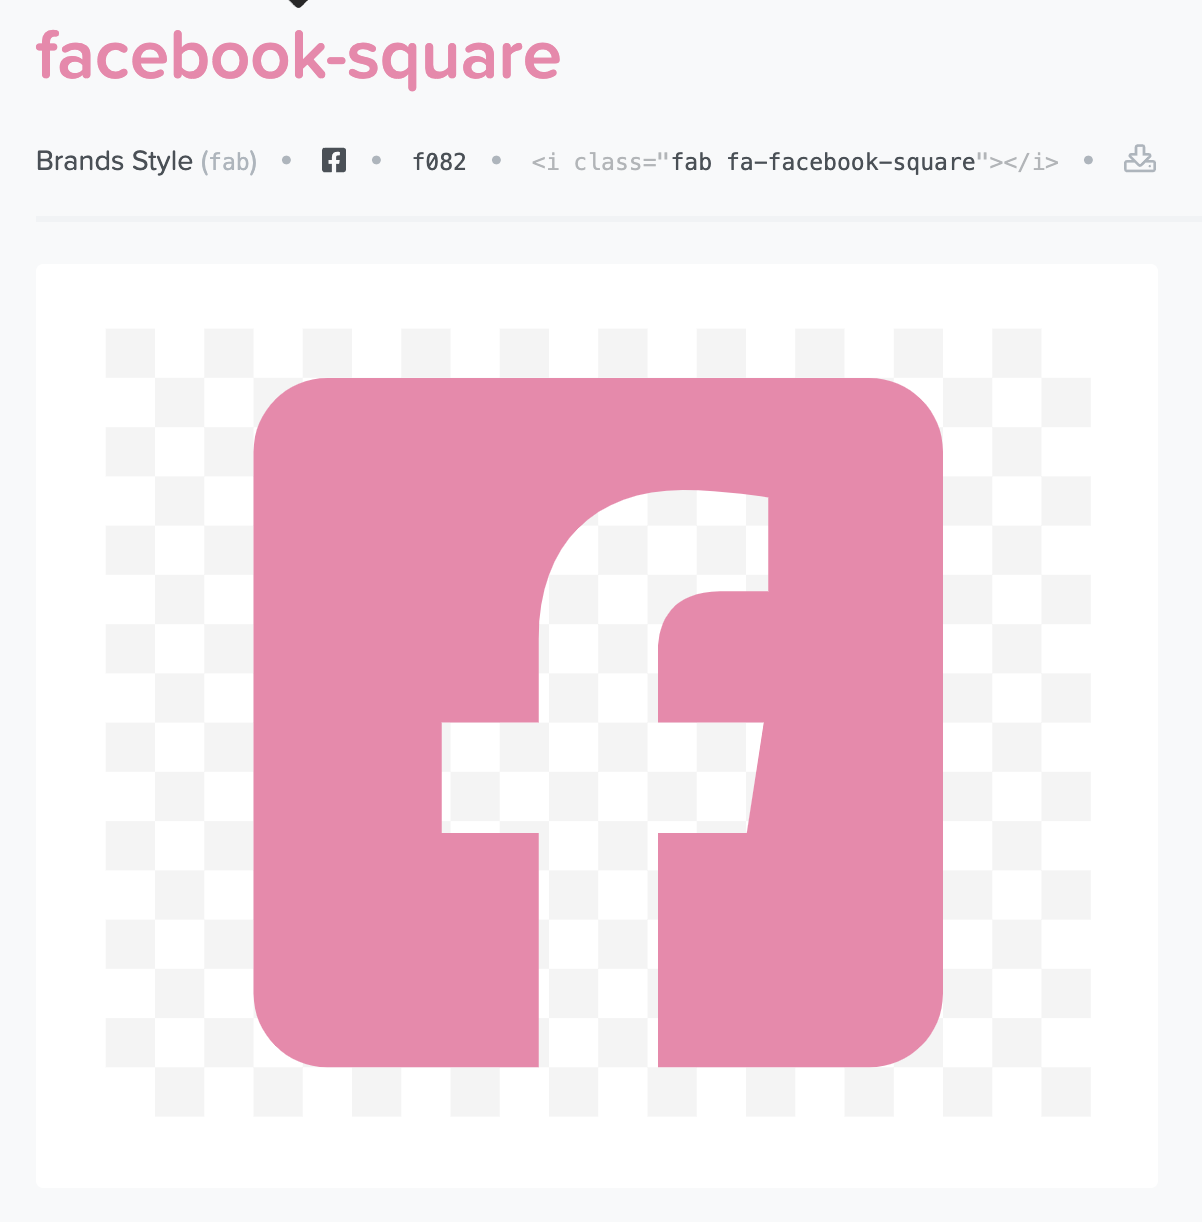 facebook-square
Brands Style (fab) • f082 • <i class="fab fa-facebook-square"></i> •